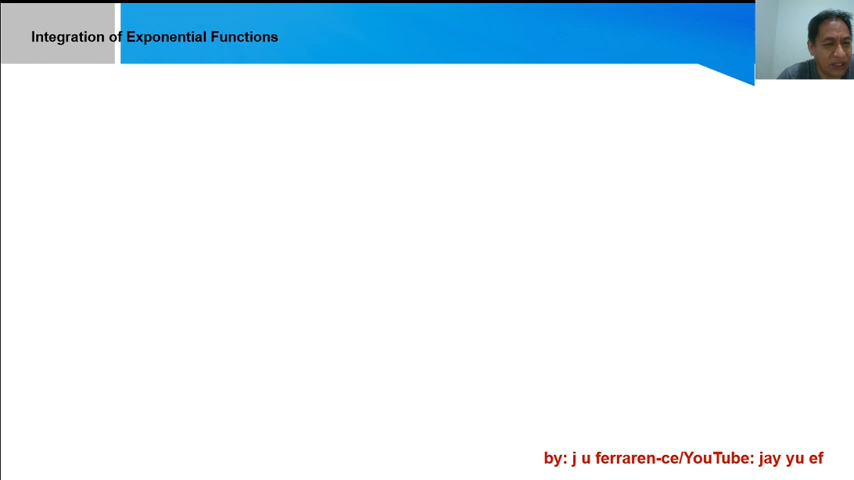 Integration of Exponential Functions
by: j u ferraren-ce/YouTube: jay yu ef